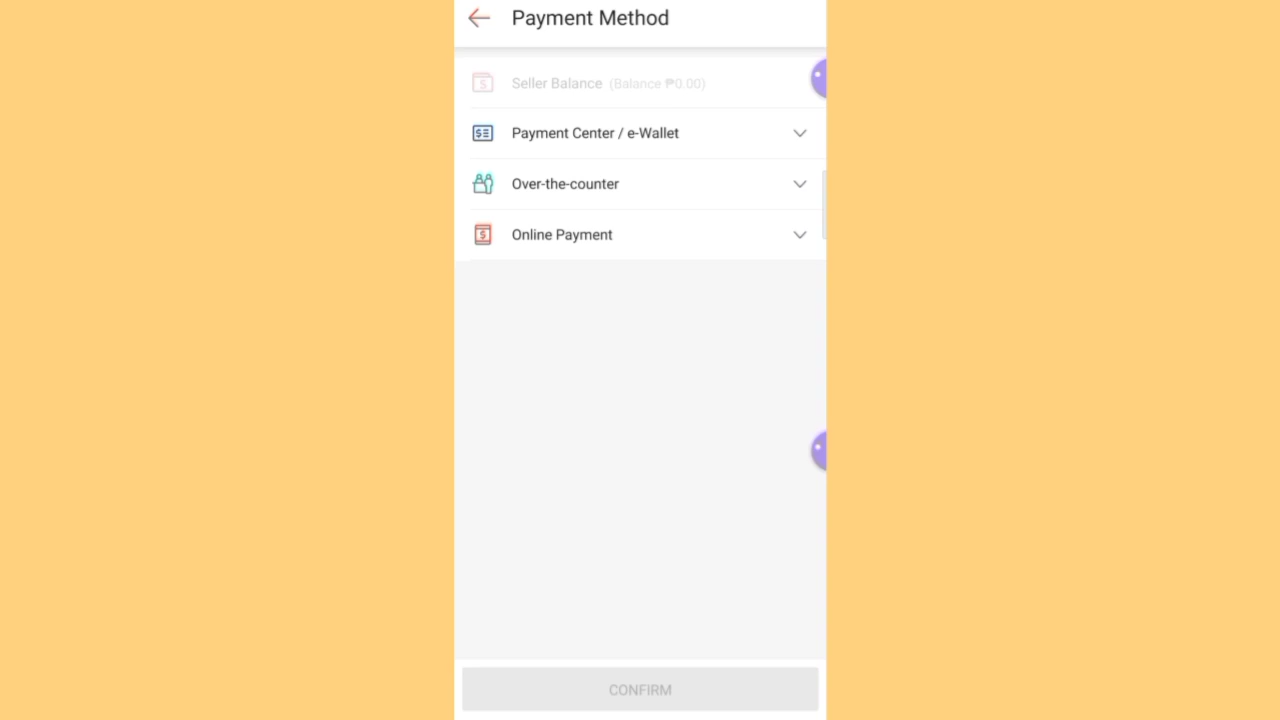 Payment Method
Seller Balance (Balance ₱0.00)
Payment Center / e-Wallet
Over-the-counter
Online Payment
CONFIRM